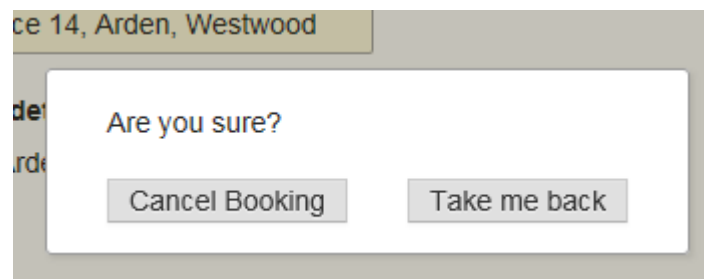 ce 14, Arden, Westwood
Are you sure?
Cancel Booking
Take me back